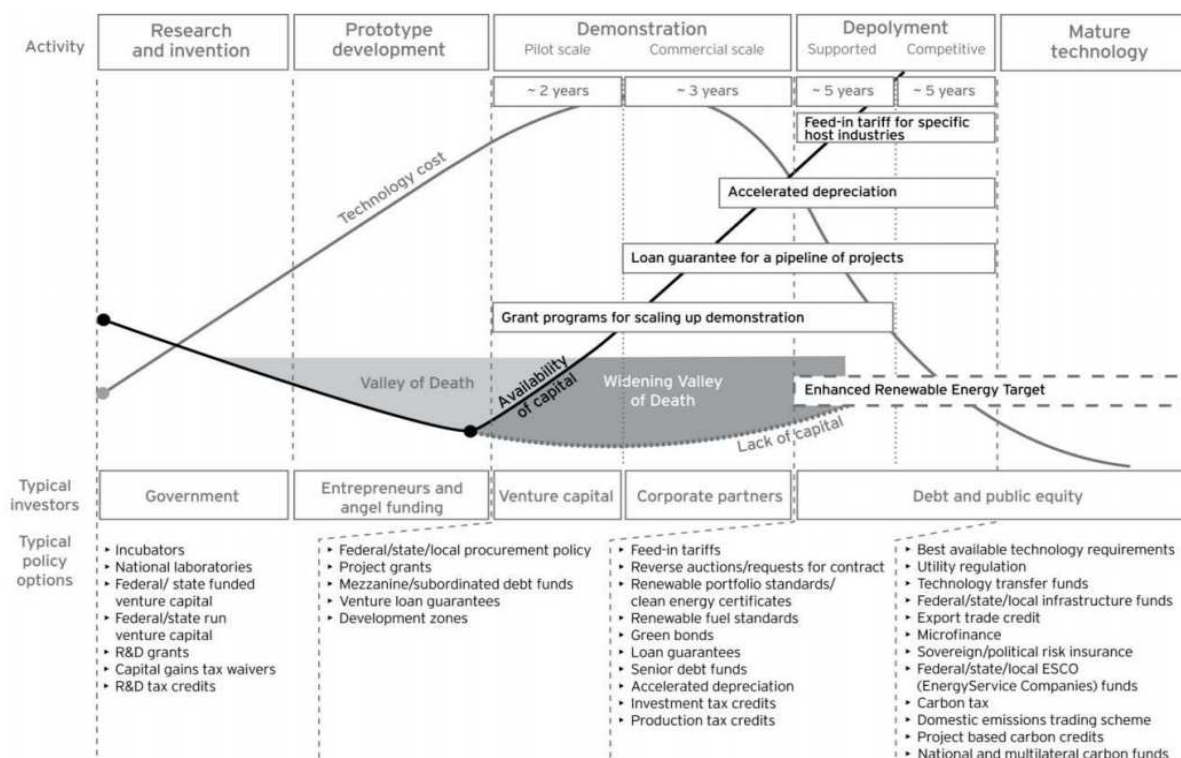 Activity
Research
and invention
Prototype
development
Demonstration
Pilot scale
Commercial scale
Depolyment
Supported
Competitive
Mature
technology
~ 2 years
~ 3 years
~ 5 years
~ 5 years
Feed-in tariff for specific
host industries
Technology cost
Accelerated depreciation
Loan guarantee for a pipeline of projects
Grant programs for scaling up demonstration
Valley of Death
Availability
of capital
Widening Valley
of Death
Enhanced Renewable Energy Target
Lack of capital
Typical
investors
Government
Entrepreneurs and
angel funding
Venture capital
Corporate partners
Debt and public equity
Typical
policy
options
‣ Incubators
‣ National laboratories
‣ Federal/ state funded
venture capital
‣ Federal/state run
venture capital
‣ R&D grants
‣ Capital gains tax waivers
‣ R&D tax credits
‣ Federal/state/local procurement policy
‣ Project grants
‣ Mezzanine/subordinated debt funds
‣ Venture loan guarantees
‣ Development zones
‣ Feed-in tariffs
‣ Reverse auctions/requests for contract
‣ Renewable portfolio standards/
clean energy certificates
‣ Renewable fuel standards
‣ Green bonds
‣ Loan guarantees
‣ Senior debt funds
‣ Accelerated depreciation
‣ Investment tax credits
‣ Production tax credits
‣ Best available technology requirements
‣ Utility regulation
‣ Technology transfer funds
‣ Federal/state/local infrastructure funds
‣ Export trade credit
‣ Microfinance
‣ Sovereign/political risk insurance
‣ Federal/state/local ESCO
(EnergyService Companies) funds
‣ Carbon tax
‣ Domestic emissions trading scheme
‣ Project based carbon credits
‣ National and multilateral carbon funds